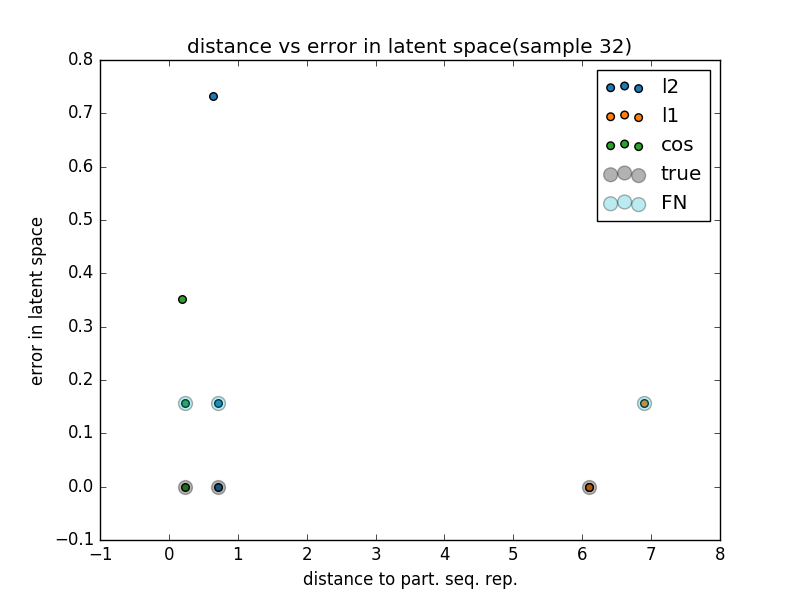 distance vs error in latent space(sample 32)
0.8
0.7
0.6
0.5
0.4
0.3
0.2
0.1
0.0
−0.1
error in latent space
l2
l1
cos
true
FN
−1 0 1 2 3 4 5 6 7 8
distance to part. seq. rep.